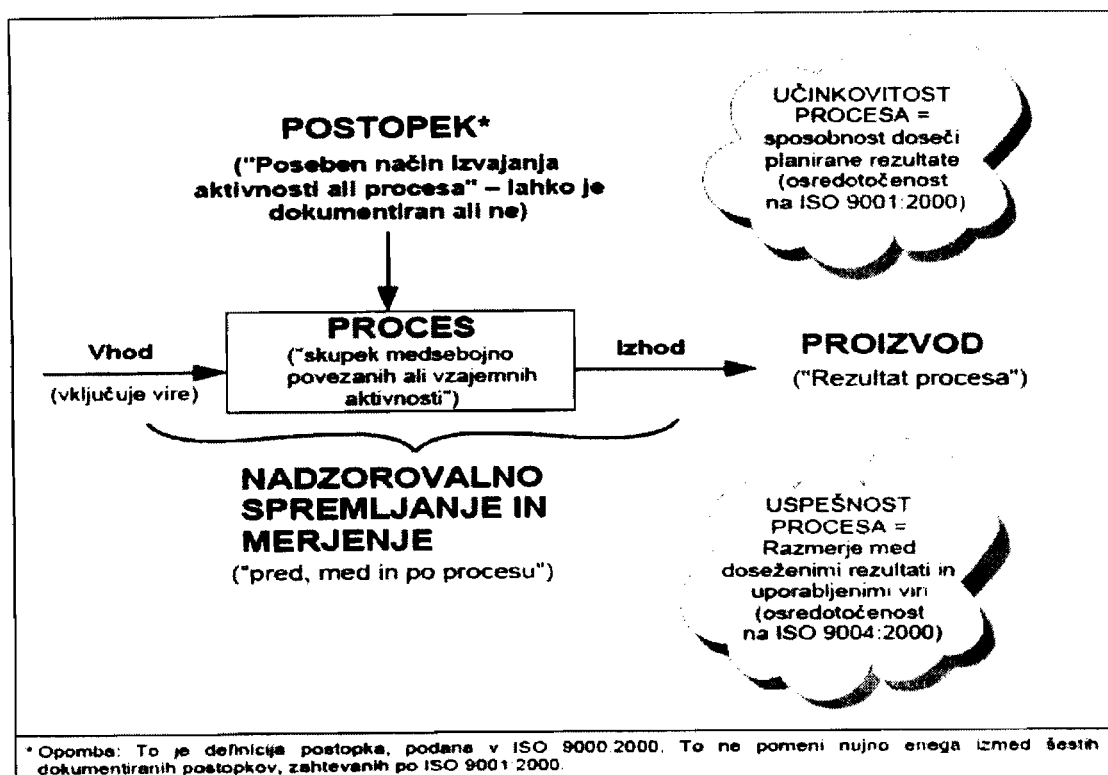 POSTOPEK*
("Poseben način izvajanja
aktivnosti ali procesa" – lahko je
dokumentiran ali ne)
UČINKOVITOST
PROCESA =
sposobnost doseči
planirane rezultate
(osredotočenost
na ISO 9001:2000)
Vhod
(vključuje vire)
PROCES
("skupek medsebojno
povezanih ali vzajemnih
aktivnosti")
Izhod
PROIZVOD
("Rezultat procesa")
NADZOROVALNO
SPREMLJANJE IN
MERJENJE
("pred, med in po procesu")
USPEŠNOST
PROCESA =
Razmerje med
doseženimi rezultati in
uporabljenimi viri
(osredotočenost
na ISO 9004:2000)
* Opomba: To je definicija postopka, podana v ISO 9000:2000. To ne pomeni nujno enega izmed šestih
dokumentiranih postopkov, zahtevanih po ISO 9001:2000.